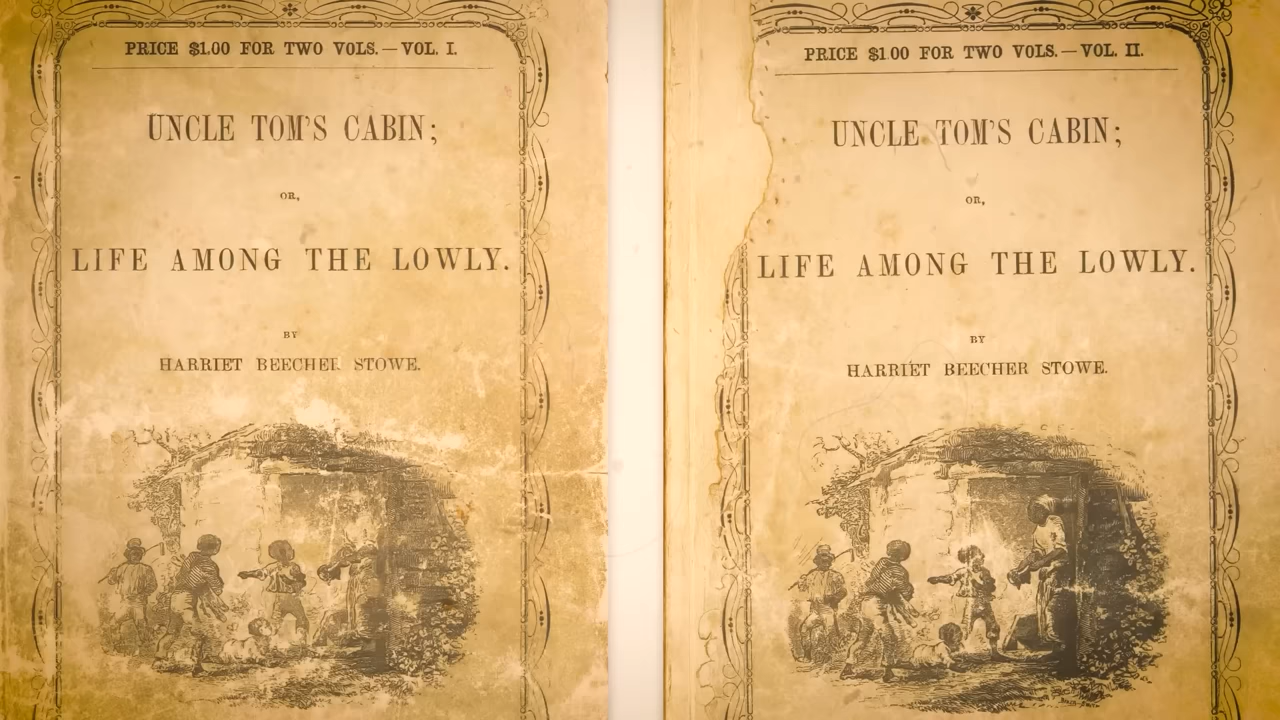 PRICE $1.00 FOR TWO VOLS.—VOL. I.
UNCLE TOM'S CABIN;
OR,
LIFE AMONG THE LOWLY.
BY
HARRIET BEECHER STOWE.
PRICE $1.00 FOR TWO VOLS.—VOL. II.
UNCLE TOM'S CABIN;
OR,
LIFE AMONG THE LOWLY.
BY
HARRIET BEECHER STOWE.